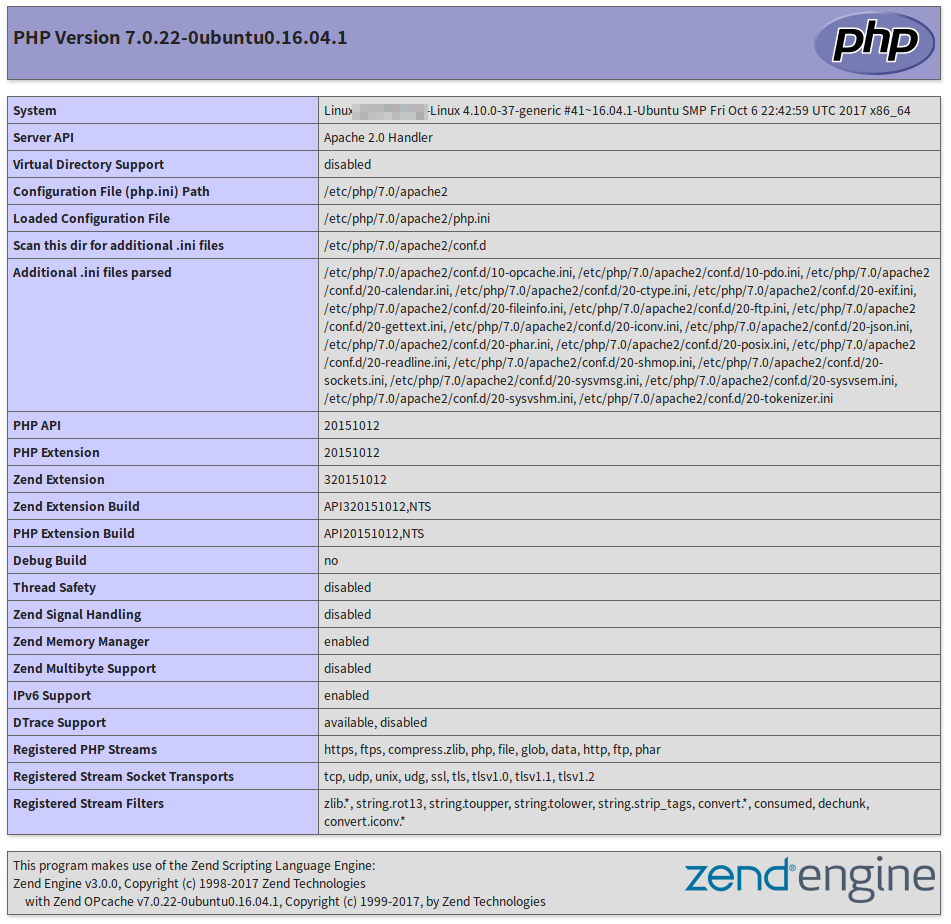 PHP Version 7.0.22-0ubuntu0.16.04.1
php
System Linux -Linux 4.10.0-37-generic #41~16.04.1-Ubuntu SMP Fri Oct 6 22:42:59 UTC 2017 x86_64
Server API Apache 2.0 Handler
Virtual Directory Support disabled
Configuration File (php.ini) Path /etc/php/7.0/apache2
Loaded Configuration File /etc/php/7.0/apache2/php.ini
Scan this dir for additional .ini files /etc/php/7.0/apache2/conf.d
Additional .ini files parsed /etc/php/7.0/apache2/conf.d/10-opcache.ini, /etc/php/7.0/apache2/conf.d/10-pdo.ini, /etc/php/7.0/apache2
/conf.d/20-calendar.ini, /etc/php/7.0/apache2/conf.d/20-ctype.ini, /etc/php/7.0/apache2/conf.d/20-exif.ini,
/etc/php/7.0/apache2/conf.d/20-fileinfo.ini, /etc/php/7.0/apache2/conf.d/20-ftp.ini, /etc/php/7.0/apache2
/conf.d/20-gettext.ini, /etc/php/7.0/apache2/conf.d/20-iconv.ini, /etc/php/7.0/apache2/conf.d/20-json.ini,
/etc/php/7.0/apache2/conf.d/20-phar.ini, /etc/php/7.0/apache2/conf.d/20-posix.ini, /etc/php/7.0/apache2
/conf.d/20-readline.ini, /etc/php/7.0/apache2/conf.d/20-shmop.ini, /etc/php/7.0/apache2/conf.d/20-
sockets.ini, /etc/php/7.0/apache2/conf.d/20-sysvmsg.ini, /etc/php/7.0/apache2/conf.d/20-sysvsem.ini,
/etc/php/7.0/apache2/conf.d/20-sysvshm.ini, /etc/php/7.0/apache2/conf.d/20-tokenizer.ini
PHP API 20151012
PHP Extension 20151012
Zend Extension 320151012
Zend Extension Build API320151012,NTS
PHP Extension Build API20151012,NTS
Debug Build no
Thread Safety disabled
Zend Signal Handling disabled
Zend Memory Manager enabled
Zend Multibyte Support disabled
IPv6 Support enabled
DTrace Support available, disabled
Registered PHP Streams https, ftps, compress.zlib, php, file, glob, data, http, ftp, phar
Registered Stream Socket Transports tcp, udp, unix, udg, ssl, tls, tlsv1.0, tlsv1.1, tlsv1.2
Registered Stream Filters zlib.*, string.rot13, string.toupper, string.tolower, string.strip_tags, convert.*, consumed, dechunk,
convert.iconv.*
This program makes use of the Zend Scripting Language Engine:
Zend Engine v3.0.0, Copyright (c) 1998-2017 Zend Technologies
with Zend OPcache v7.0.22-0ubuntu0.16.04.1, Copyright (c) 1999-2017, by Zend Technologies
zend® engine